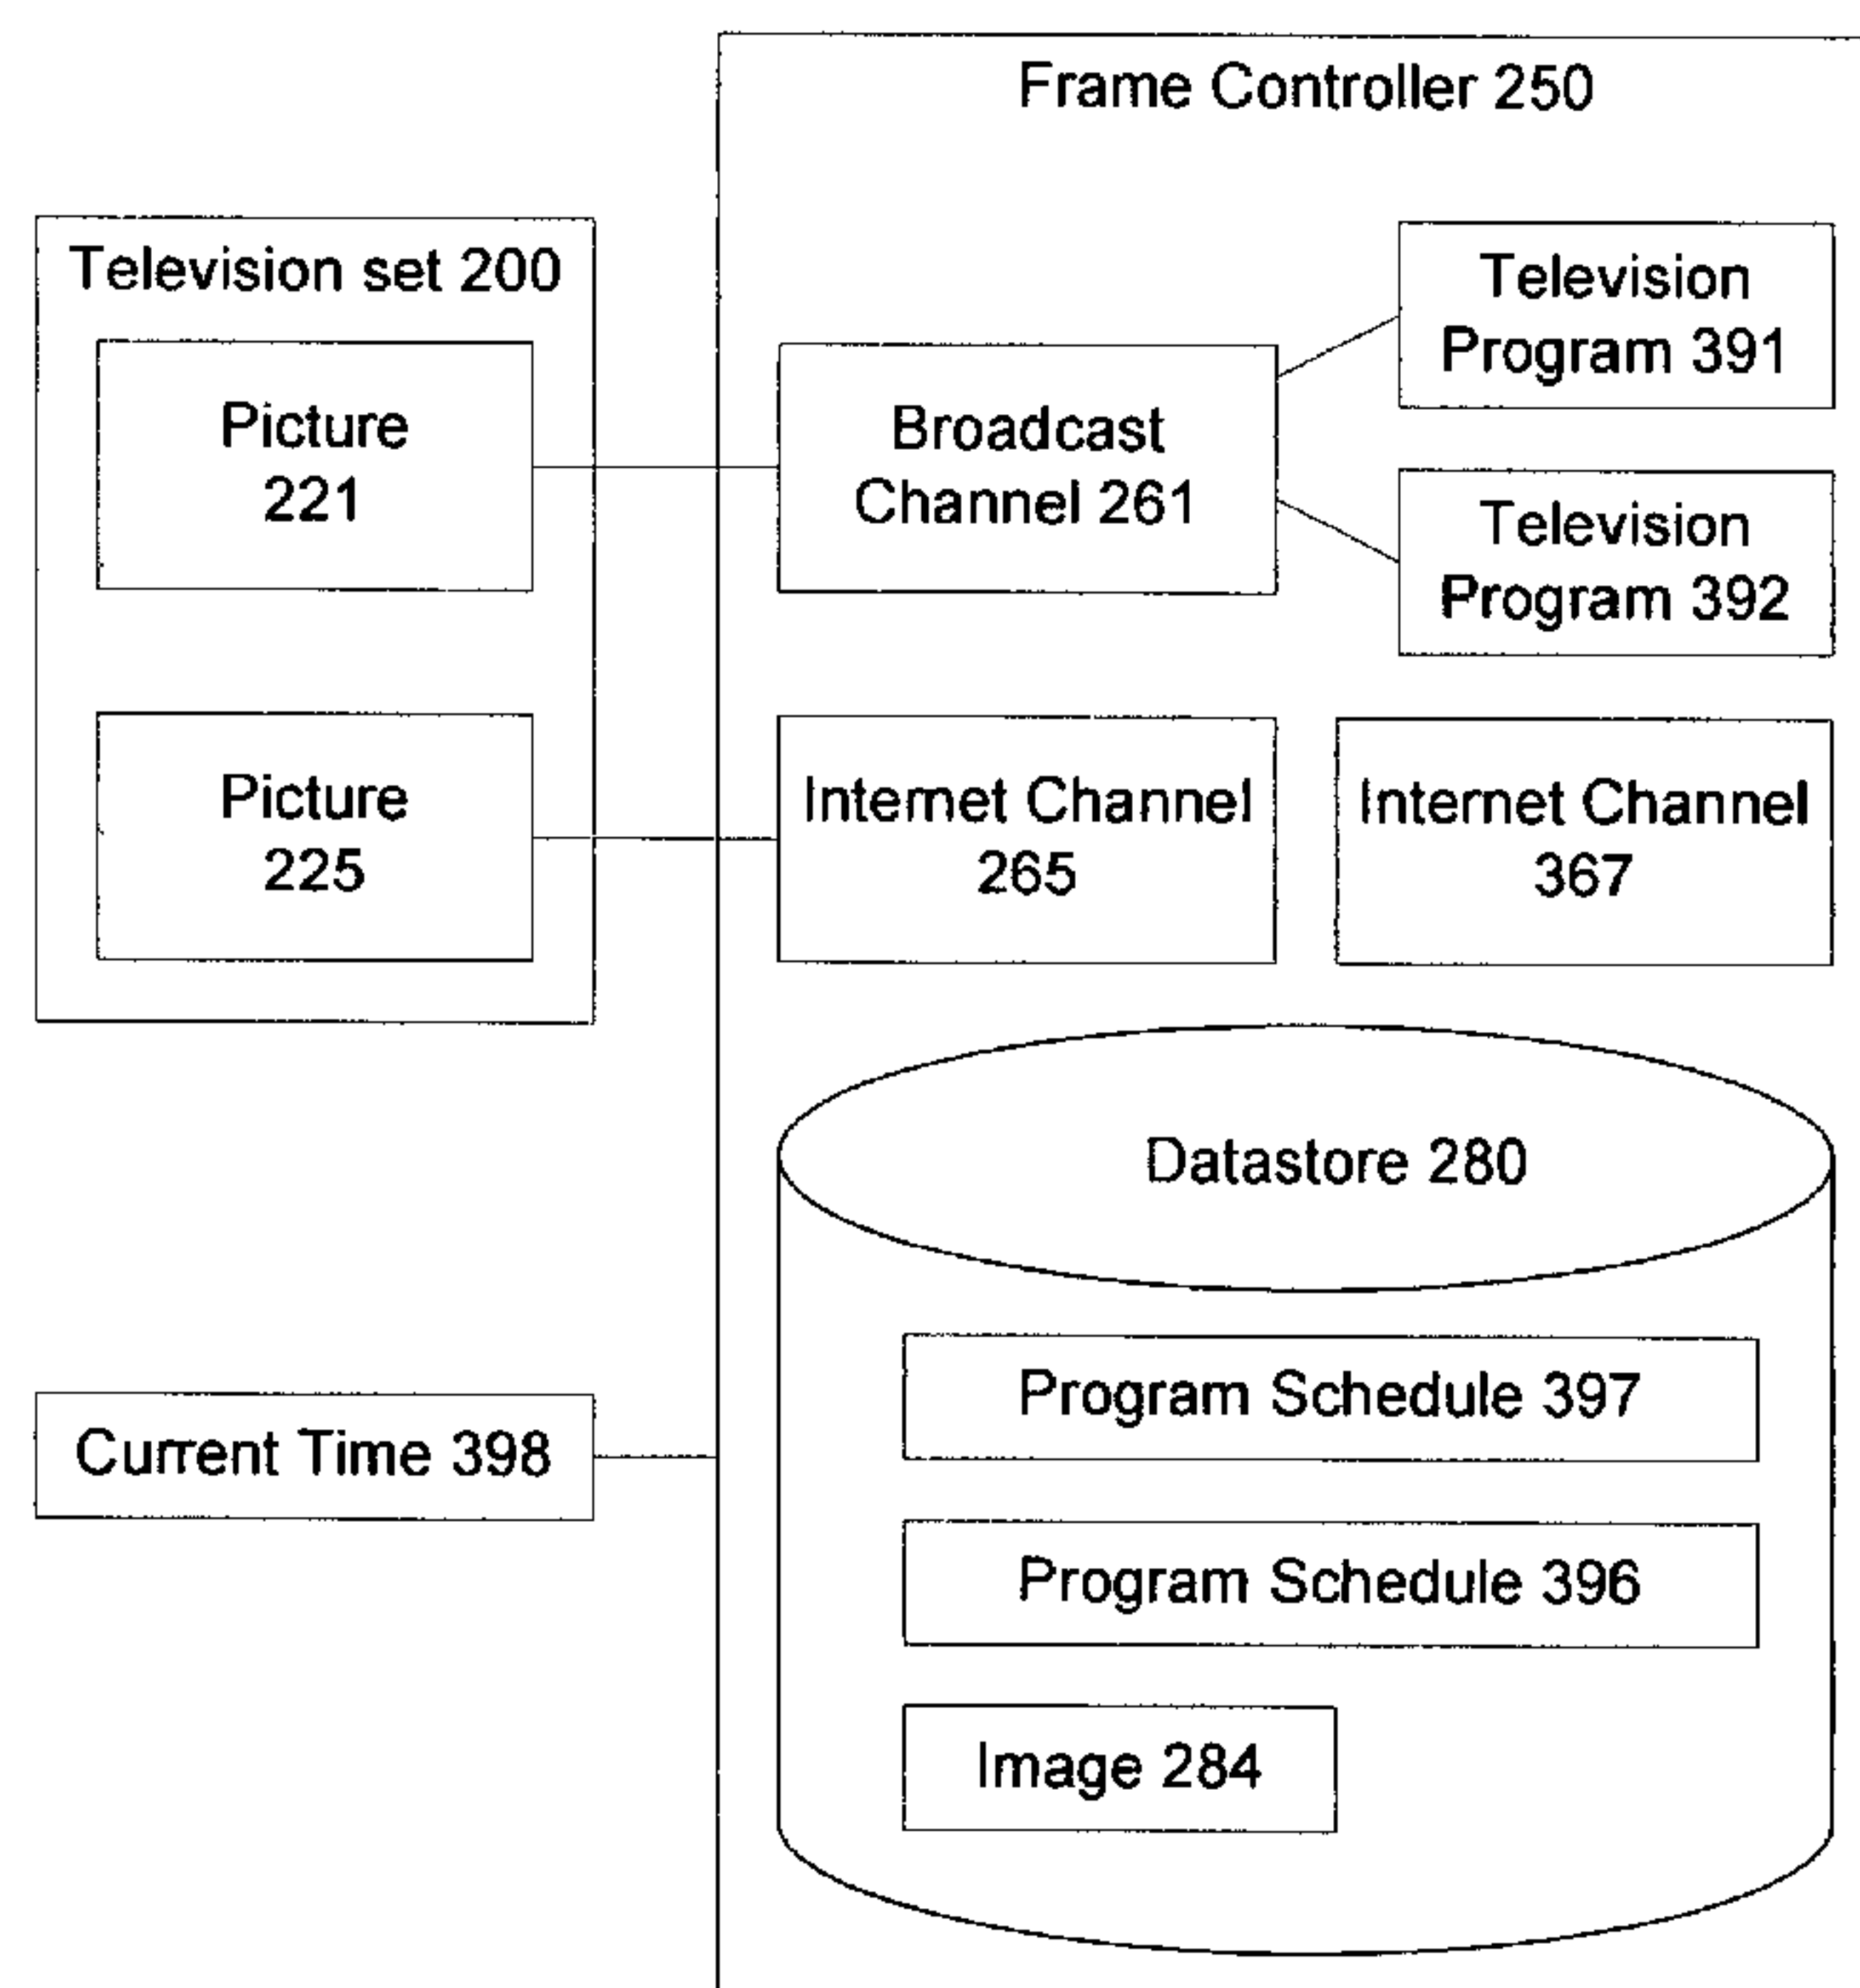 Frame Controller 250
Television set 200
Picture
221
Picture
225
Broadcast
Channel 261
Television
Program 391
Television
Program 392
Internet Channel
265
Internet Channel
367
Datastore 280
Program Schedule 397
Program Schedule 396
Image 284
Current Time 398